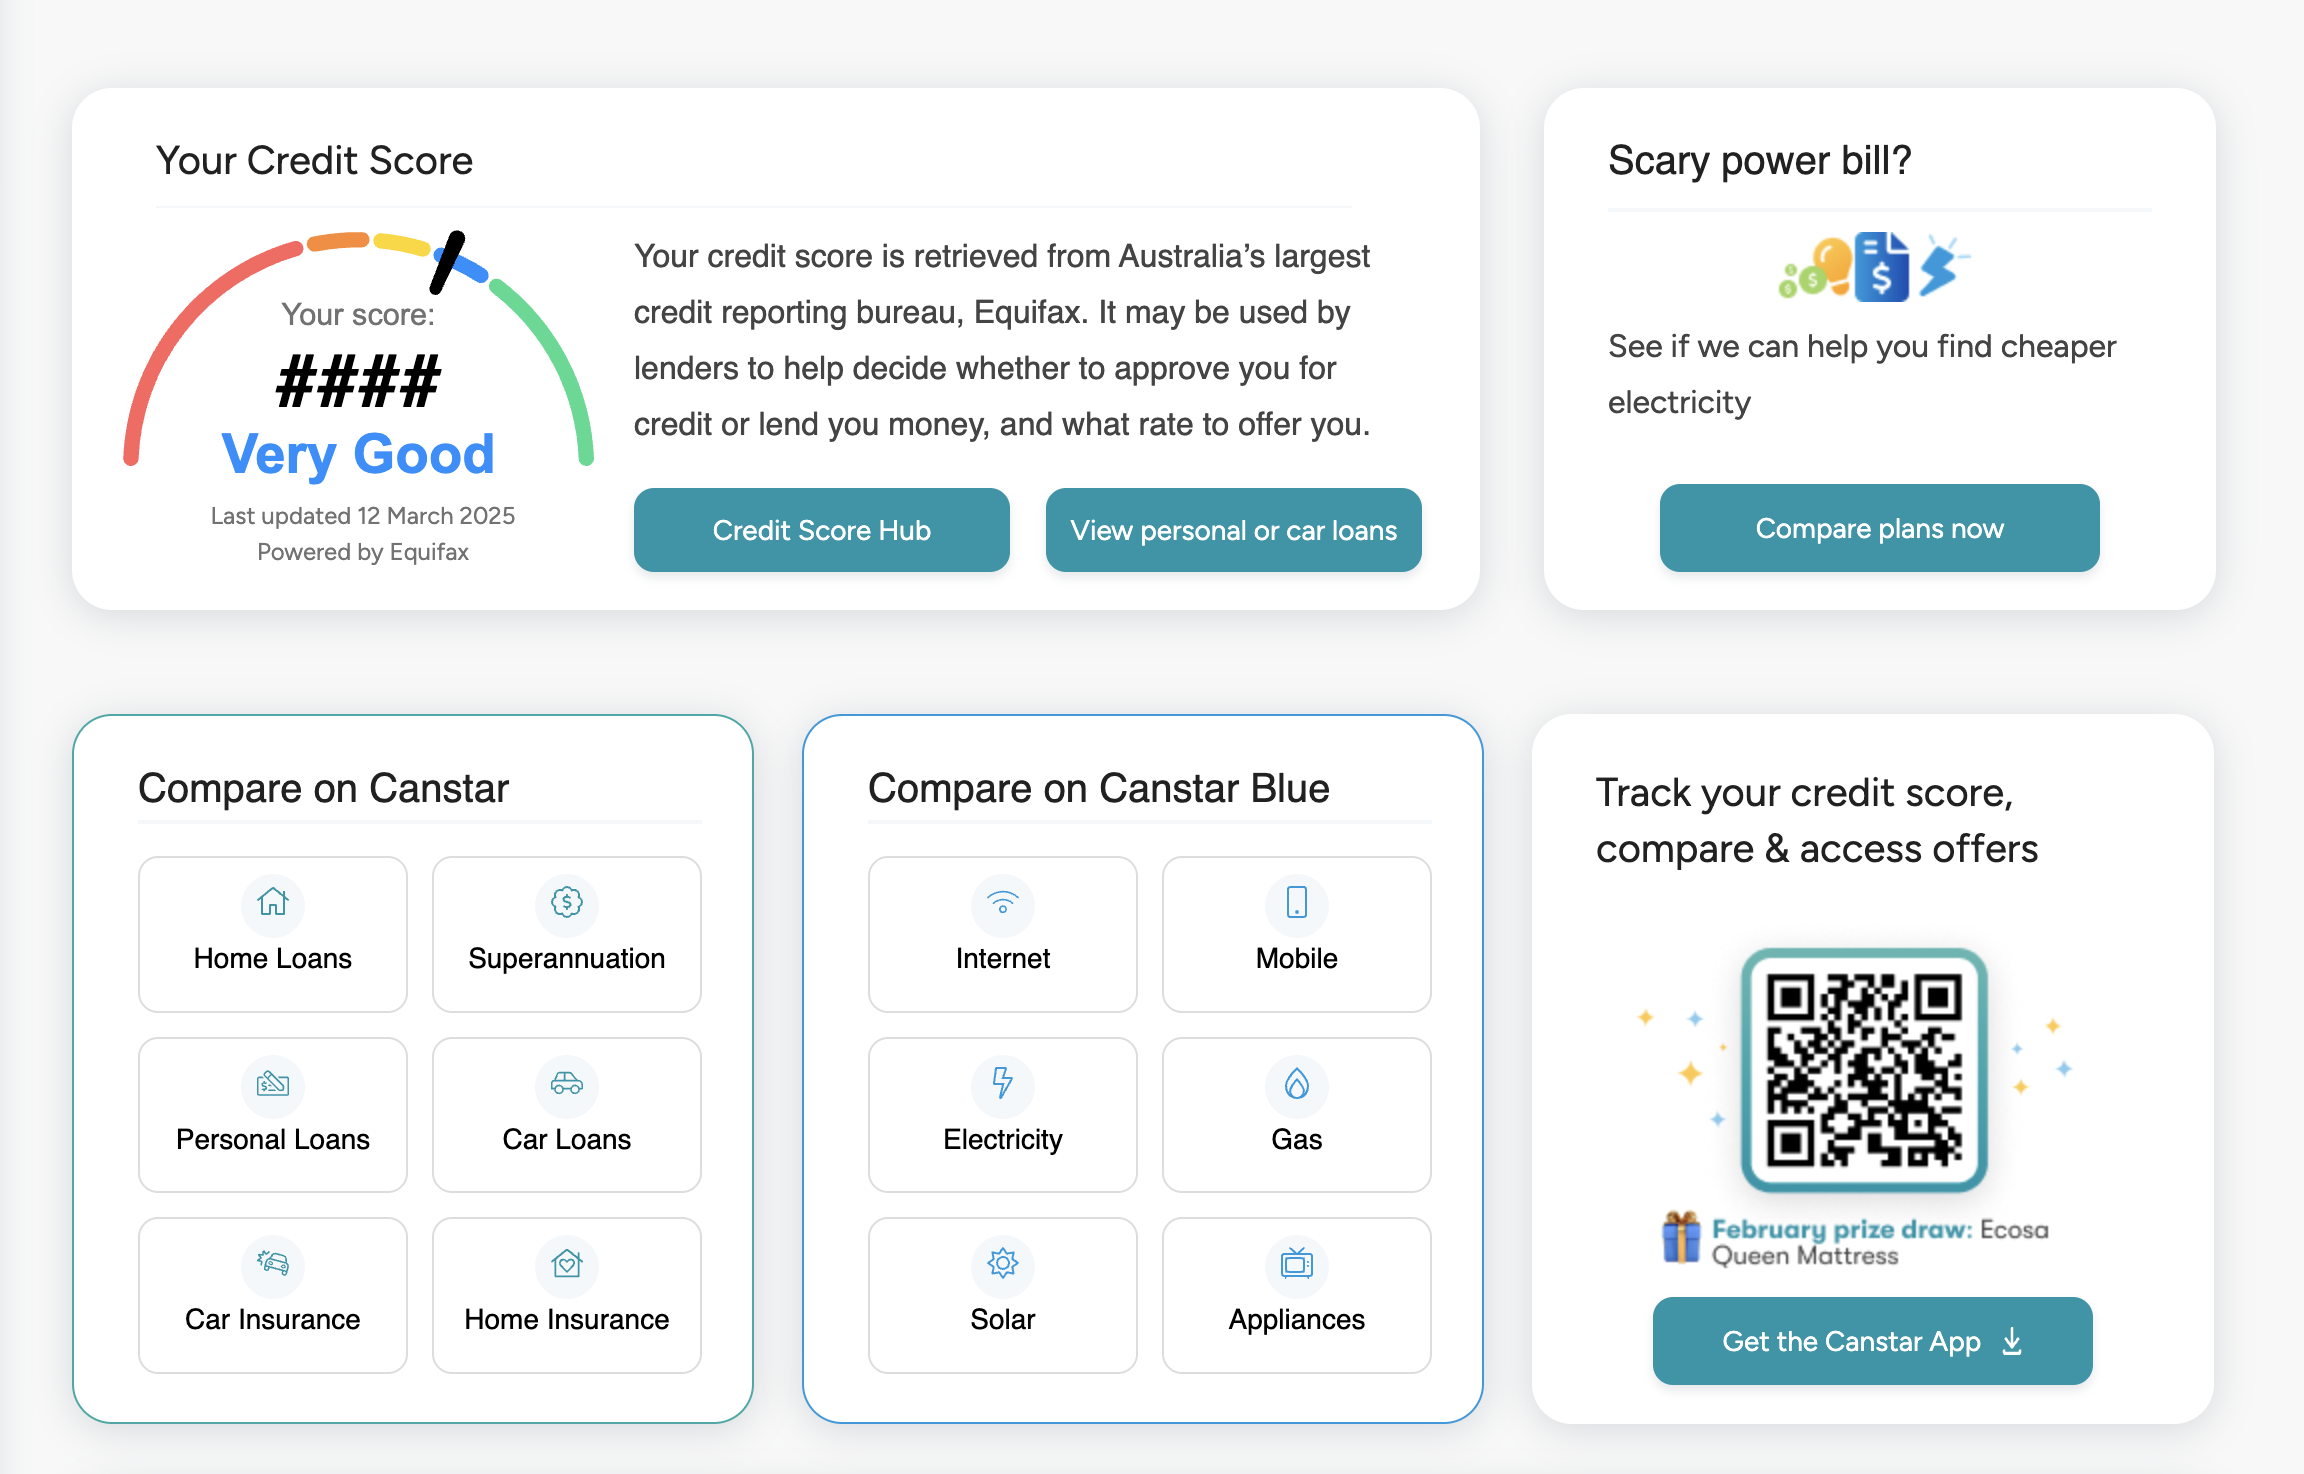 Your Credit Score
Your score:
####
Very Good
Last updated 12 March 2025
Powered by Equifax
Your credit score is retrieved from Australia’s largest
credit reporting bureau, Equifax. It may be used by
lenders to help decide whether to approve you for
credit or lend you money, and what rate to offer you.
Credit Score Hub
View personal or car loans
Scary power bill?
See if we can help you find cheaper
electricity
Compare plans now
Compare on Canstar
Home Loans
Superannuation
Personal Loans
Car Loans
Car Insurance
Home Insurance
Compare on Canstar Blue
Internet
Mobile
Electricity
Gas
Solar
Appliances
Track your credit score,
compare & access offers
February prize draw: Ecosa
Queen Mattress
Get the Canstar App